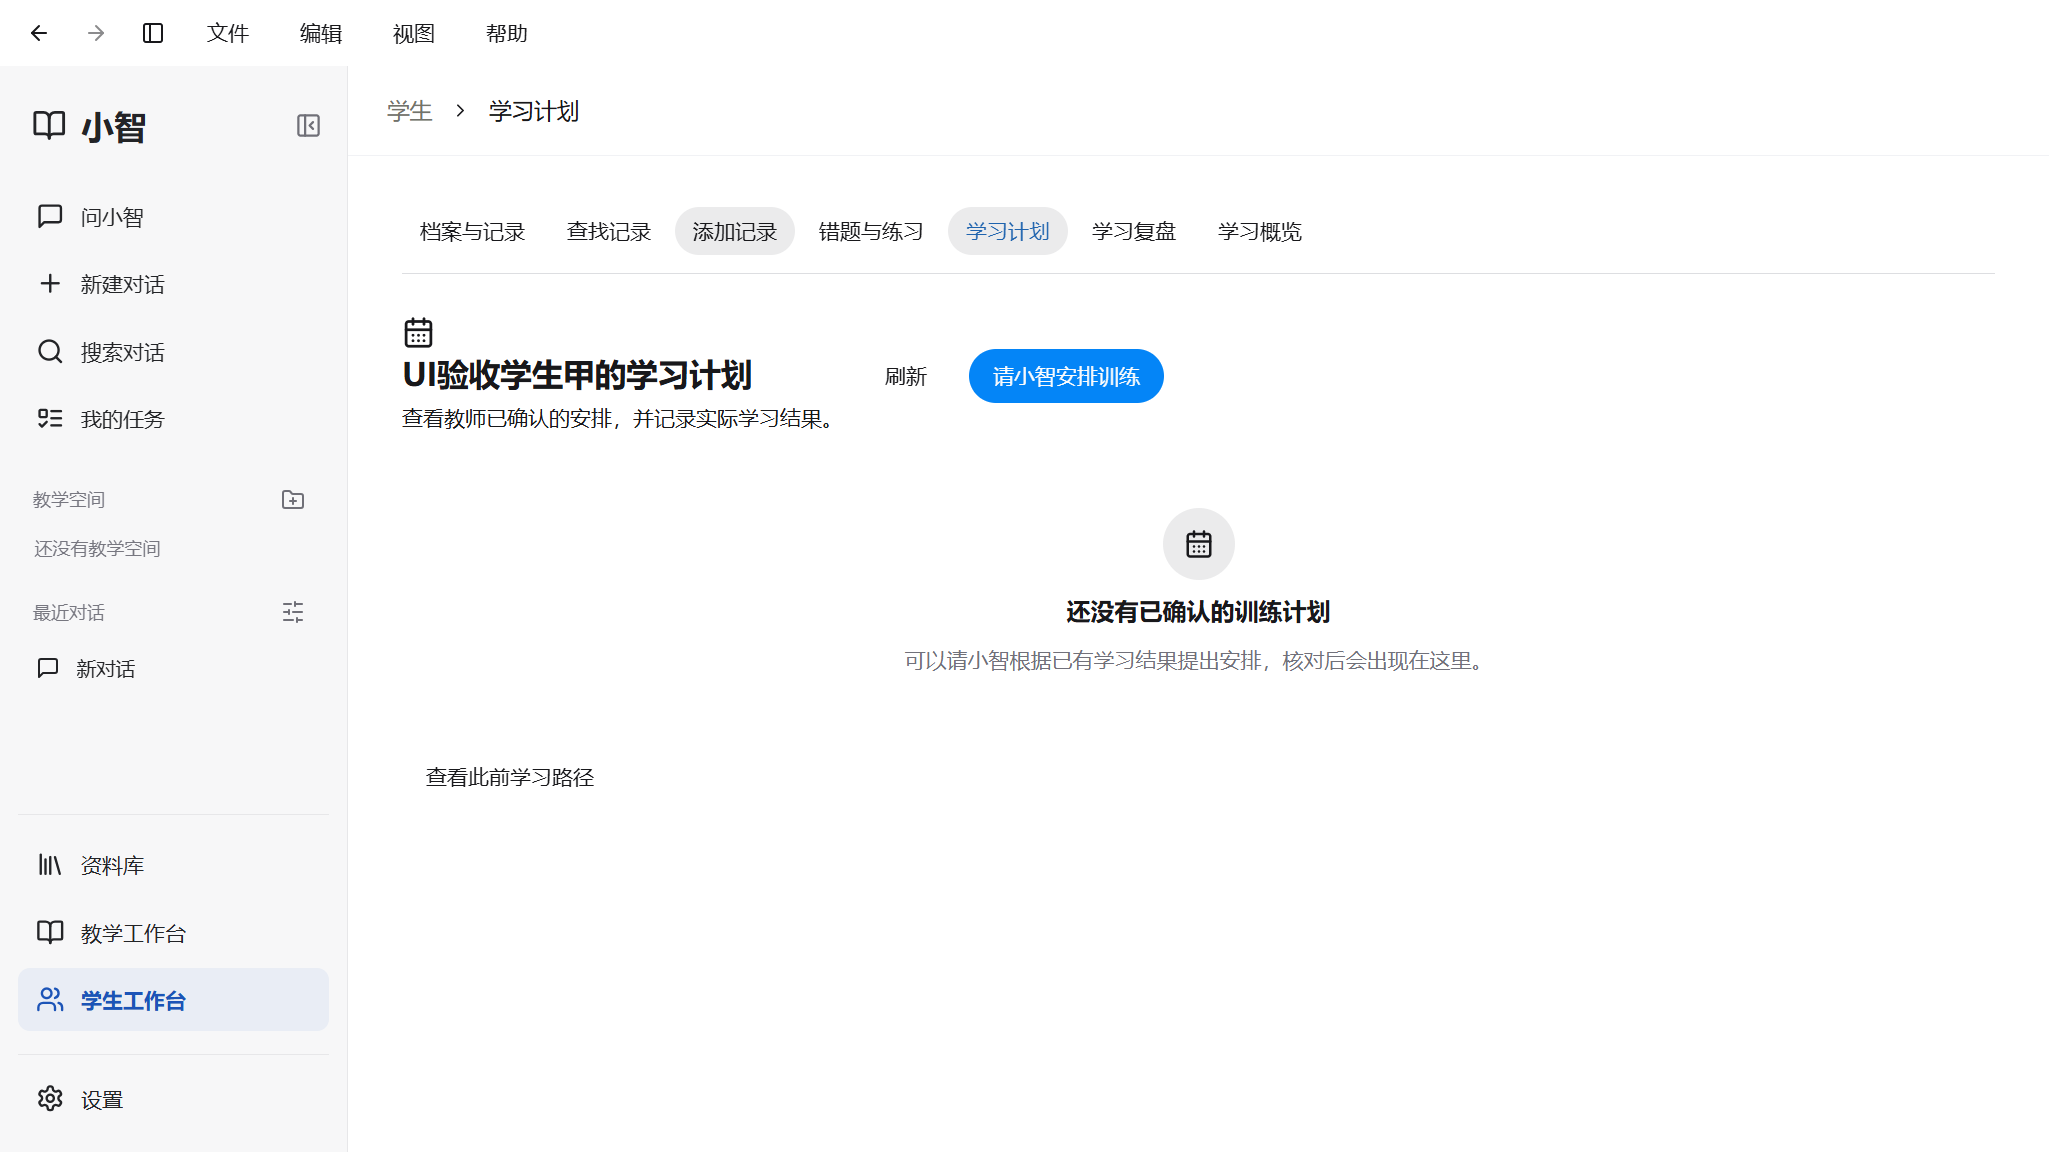 文件 编辑 视图 帮助
小智
问小智
新建对话
搜索对话
我的任务
教学空间
还没有教学空间
最近对话
新对话
资料库
教学工作台
学生工作台
设置
学生 > 学习计划
档案与记录 查找记录 添加记录 错题与练习 学习计划 学习复盘 学习概览
UI验收学生甲的学习计划
查看教师已确认的安排，并记录实际学习结果。
刷新 请小智安排训练
还没有已确认的训练计划
可以请小智根据已有学习结果提出安排，核对后会出现在这里。
查看此前学习路径